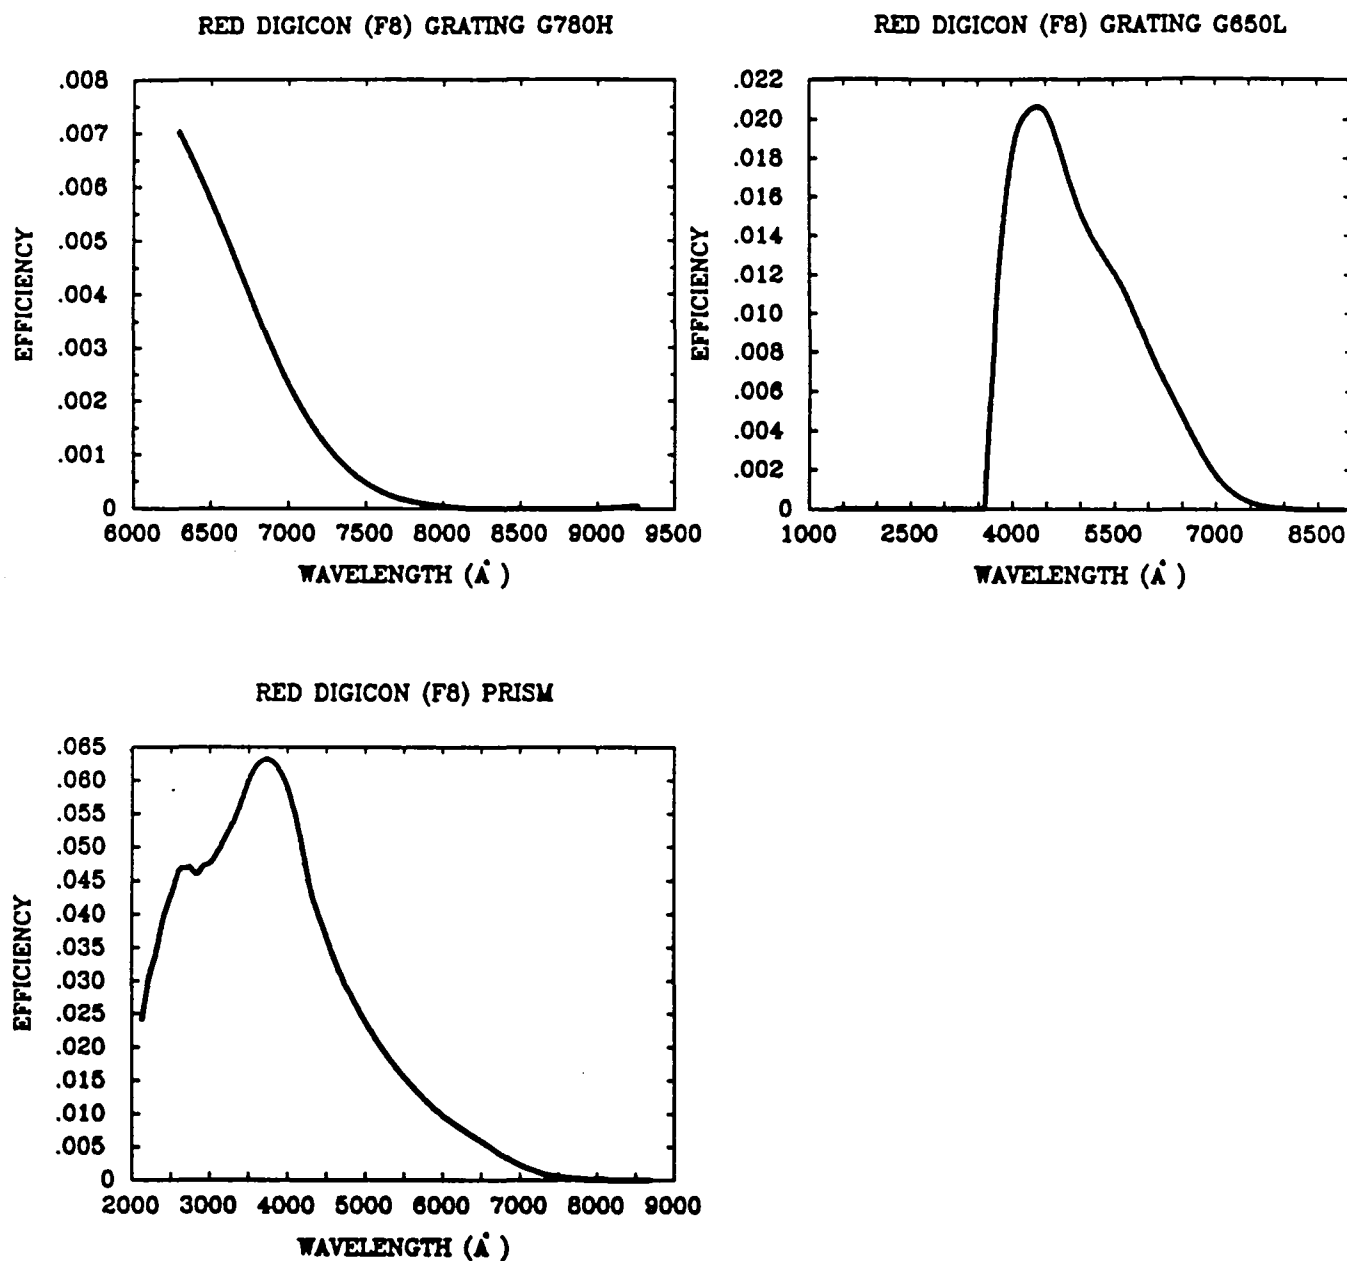 RED DIGICON (F8) GRATING G780H
.008
.007
.006
.005
.004
.003
.002
.001
0
EFFICIENCY
6000 6500 7000 7500 8000 8500 9000 9500
WAVELENGTH (Å)
RED DIGICON (F8) GRATING G650L
.022
.020
.018
.016
.014
.012
.010
.008
.006
.004
.002
0
EFFICIENCY
1000 2500 4000 5500 7000 8500
WAVELENGTH (Å)
RED DIGICON (F8) PRISM
.065
.060
.055
.050
.045
.040
.035
.030
.025
.020
.015
.010
.005
0
EFFICIENCY
2000 3000 4000 5000 6000 7000 8000 9000
WAVELENGTH (Å)